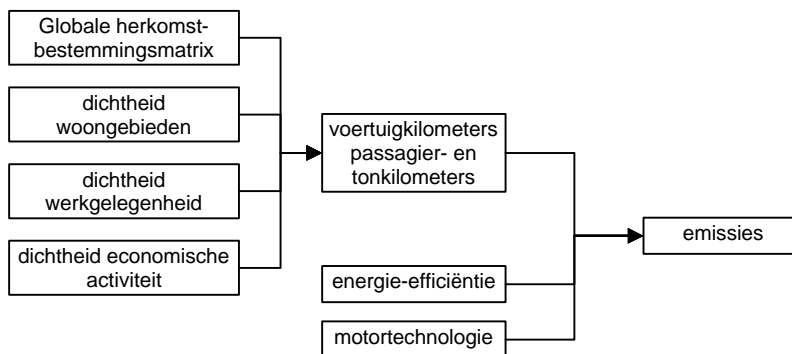 Globale herkomst-
bestemmingsmatrix
dichtheid
woongebieden
dichtheid
werkgelegenheid
dichtheid economische
activiteit
voertuigkilometers
passagier- en
tonkilometers
energie-efficiëntie
motortechnologie
emissies